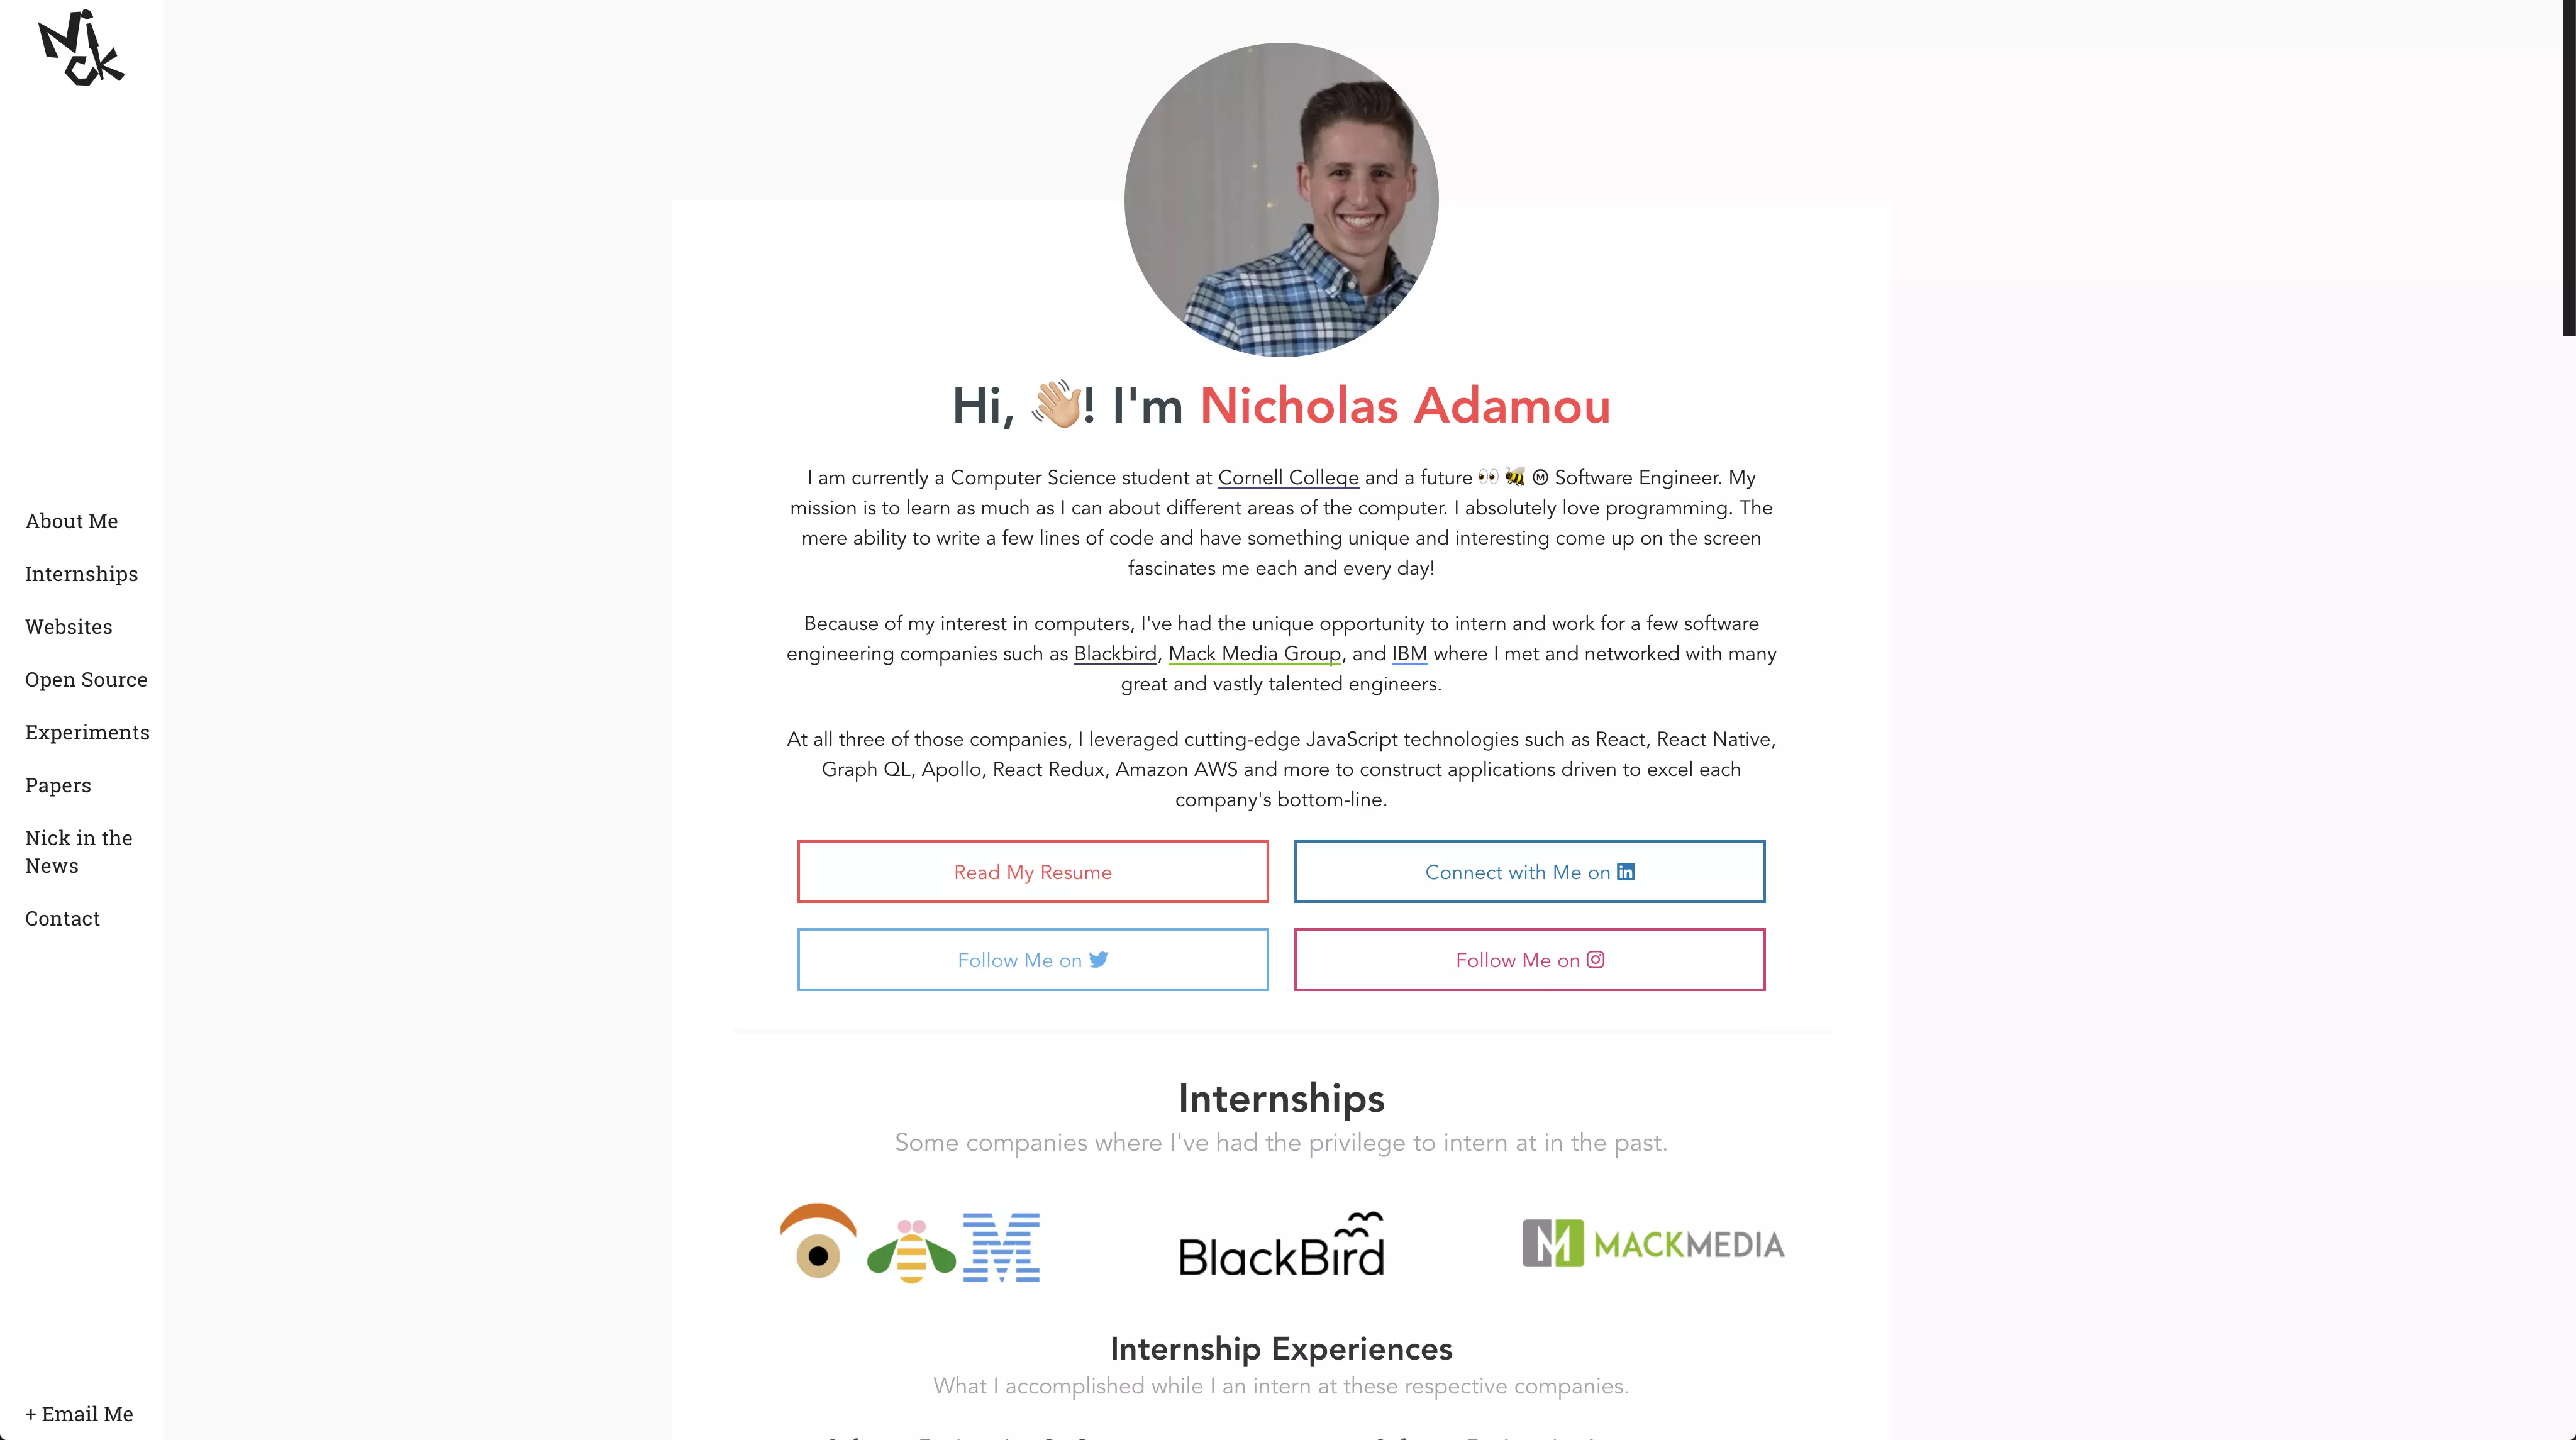 Nick
About Me
Internships
Websites
Open Source
Experiments
Papers
Nick in the
News
Contact
+ Email Me
Hi, 👋🏼! I'm Nicholas Adamou
I am currently a Computer Science student at Cornell College and a future 👀 🐝 Ⓜ Software Engineer. My
mission is to learn as much as I can about different areas of the computer. I absolutely love programming. The
mere ability to write a few lines of code and have something unique and interesting come up on the screen
fascinates me each and every day!
Because of my interest in computers, I've had the unique opportunity to intern and work for a few software
engineering companies such as Blackbird, Mack Media Group, and IBM where I met and networked with many
great and vastly talented engineers.
At all three of those companies, I leveraged cutting-edge JavaScript technologies such as React, React Native,
Graph QL, Apollo, React Redux, Amazon AWS and more to construct applications driven to excel each
company's bottom-line.
Read My Resume
Connect with Me on in
Follow Me on
Follow Me on
Internships
Some companies where I've had the privilege to intern at in the past.
M
BlackBird
M MACKMEDIA
Internship Experiences
What I accomplished while I an intern at these respective companies.